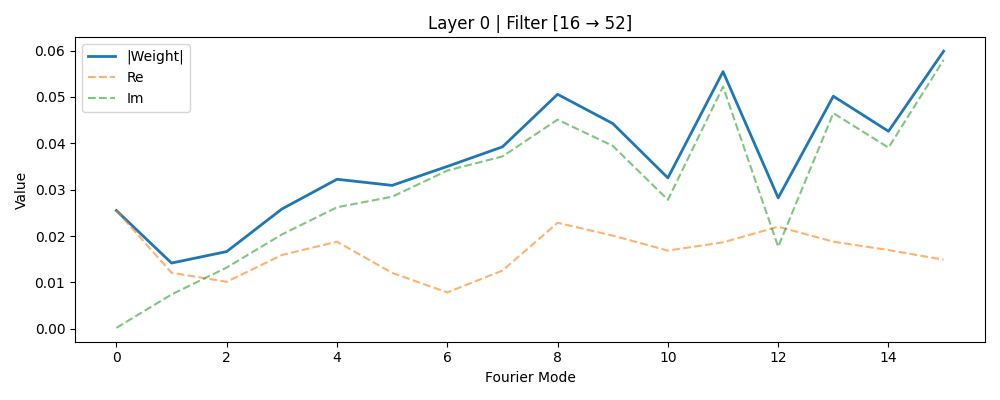 Layer 0 | Filter [16 → 52]
|Weight|
Re
Im
Value
0.06
0.05
0.04
0.03
0.02
0.01
0.00
0 2 4 6 8 10 12 14
Fourier Mode